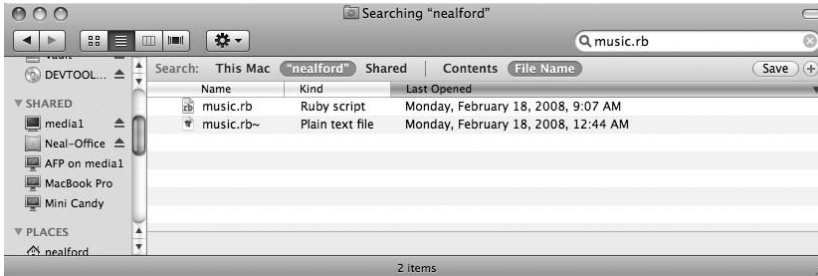 Searching "nealford"
music.rb
Vault
DEVTOOL...
Search: This Mac "nealford" Shared Contents File Name Save
Name Kind Last Opened
SHARED
music.rb Ruby script Monday, February 18, 2008, 9:07 AM
media1
music.rb~ Plain text file Monday, February 18, 2008, 12:44 AM
Neal-Office
AFP on media1
MacBook Pro
Mini Candy
PLACES
nealford
2 items